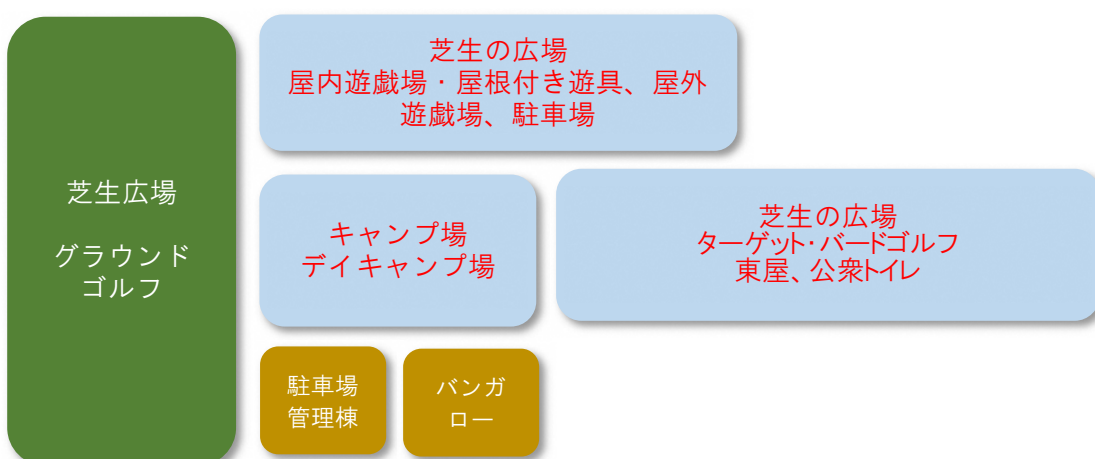 芝生広場
グラウンド
ゴルフ
芝生の広場
屋内遊戯場・屋根付き遊具、屋外
遊戯場、駐車場
キャンプ場
デイキャンプ場
芝生の広場
ターゲット・バードゴルフ
東屋、公衆トイレ
駐車場
管理棟
バンガ
ロー